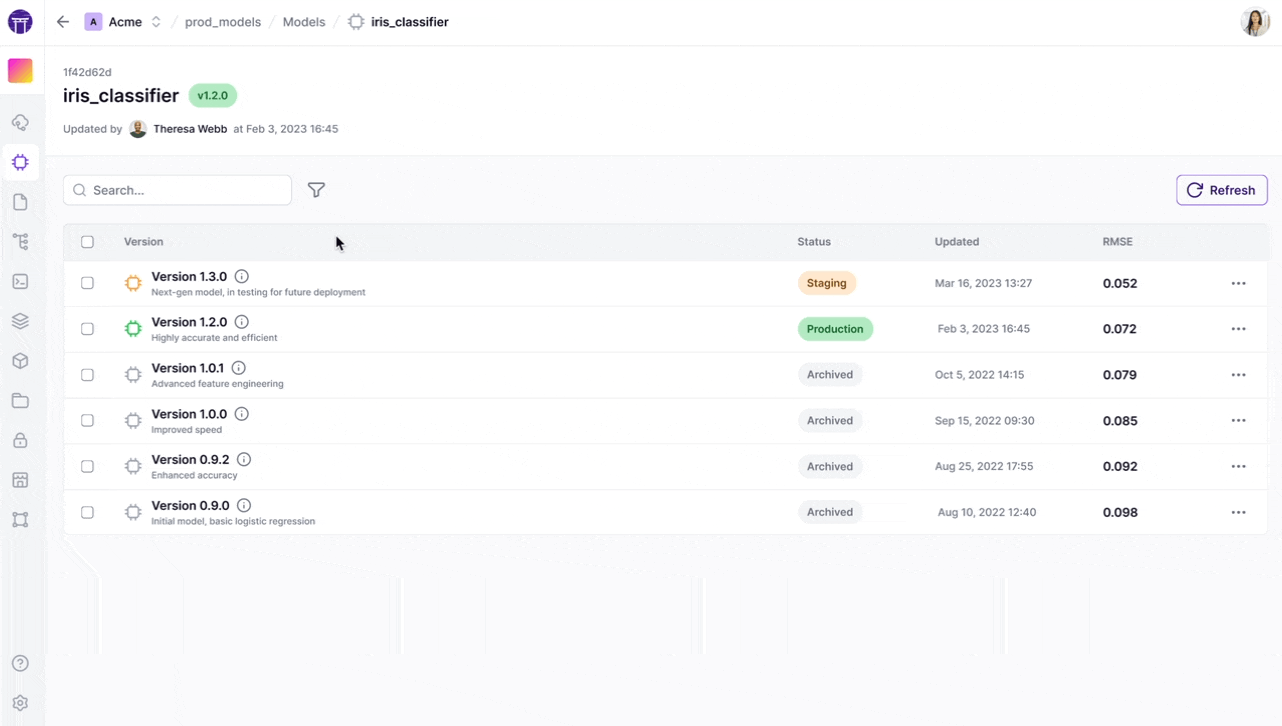 A Acme / prod_models / Models / iris_classifier
1f42d62d
iris_classifier v1.2.0
Updated by Theresa Webb at Feb 3, 2023 16:45
Search...
Refresh
Version Status Updated RMSE
Version 1.3.0
Next-gen model, in testing for future deployment
Staging Mar 16, 2023 13:27 0.052
Version 1.2.0
Highly accurate and efficient
Production Feb 3, 2023 16:45 0.072
Version 1.0.1
Advanced feature engineering
Archived Oct 5, 2022 14:15 0.079
Version 1.0.0
Improved speed
Archived Sep 15, 2022 09:30 0.085
Version 0.9.2
Enhanced accuracy
Archived Aug 25, 2022 17:55 0.092
Version 0.9.0
Initial model, basic logistic regression
Archived Aug 10, 2022 12:40 0.098